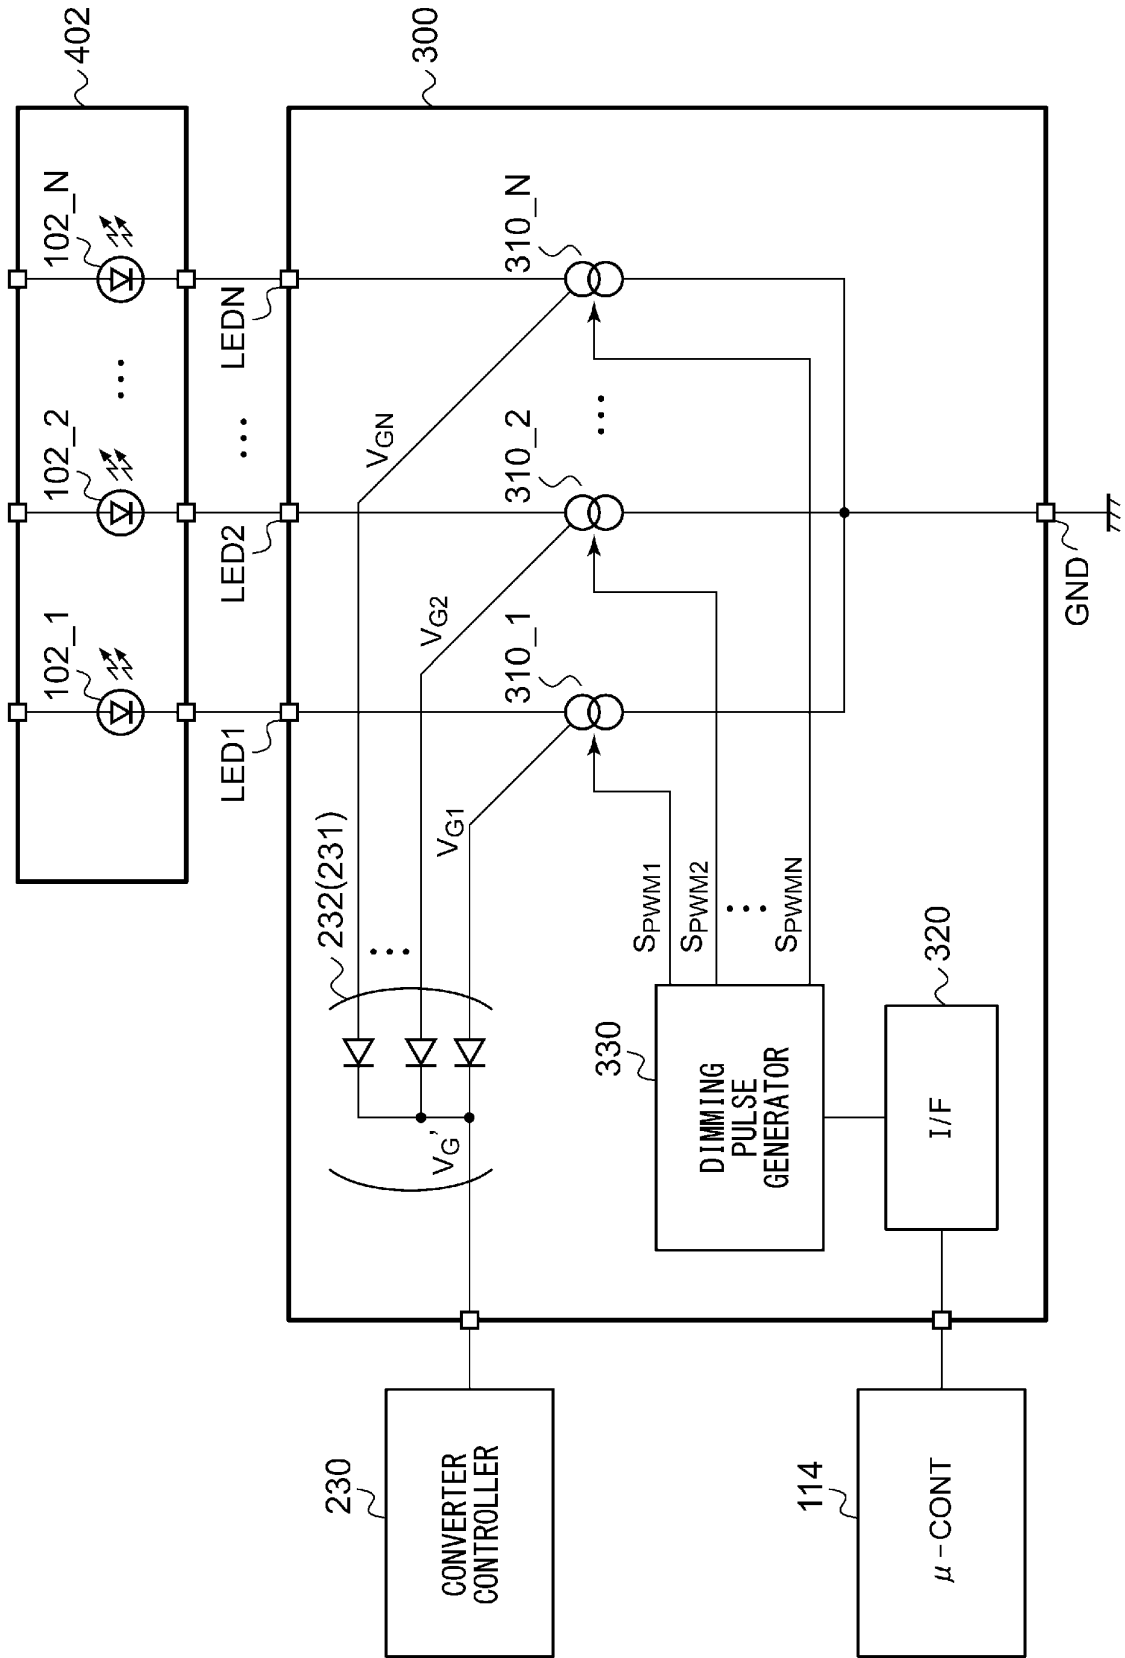 402
300
102_1
102_2
102_N
LED1
LED2
LEDN
...
...
232(231)
VG1
VG2
VGN
VG'
...
310_1
310_2
310_N
...
SPWM1
SPWM2
...
SPWMN
330
DIMMING
PULSE
GENERATOR
320
I/F
GND
230
CONVERTER
CONTROLLER
114
μ-CONT